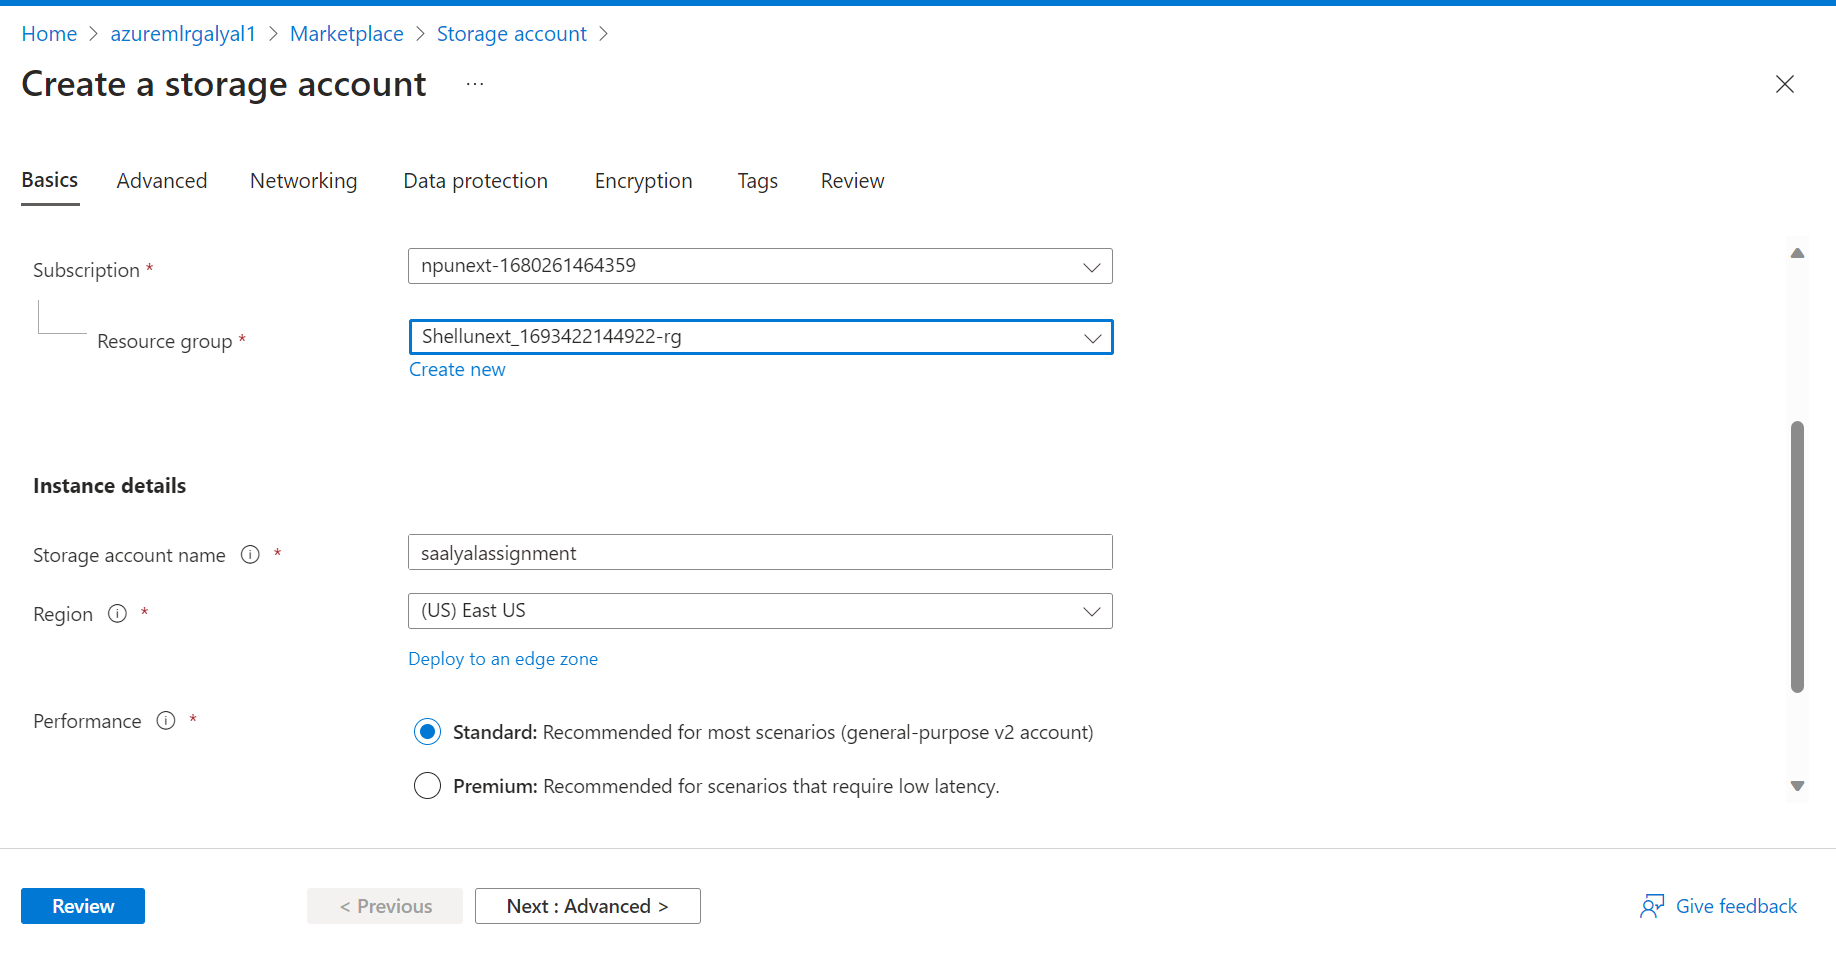 Home > azuremlrgalyal1 > Marketplace > Storage account >
Create a storage account ...
Basics Advanced Networking Data protection Encryption Tags Review
Subscription * npunext-1680261464359
Resource group * Shellunext_1693422144922-rg
Create new
Instance details
Storage account name * saalyalassignment
Region * (US) East US
Deploy to an edge zone
Performance * Standard: Recommended for most scenarios (general-purpose v2 account)
Premium: Recommended for scenarios that require low latency.
Review < Previous Next : Advanced > Give feedback